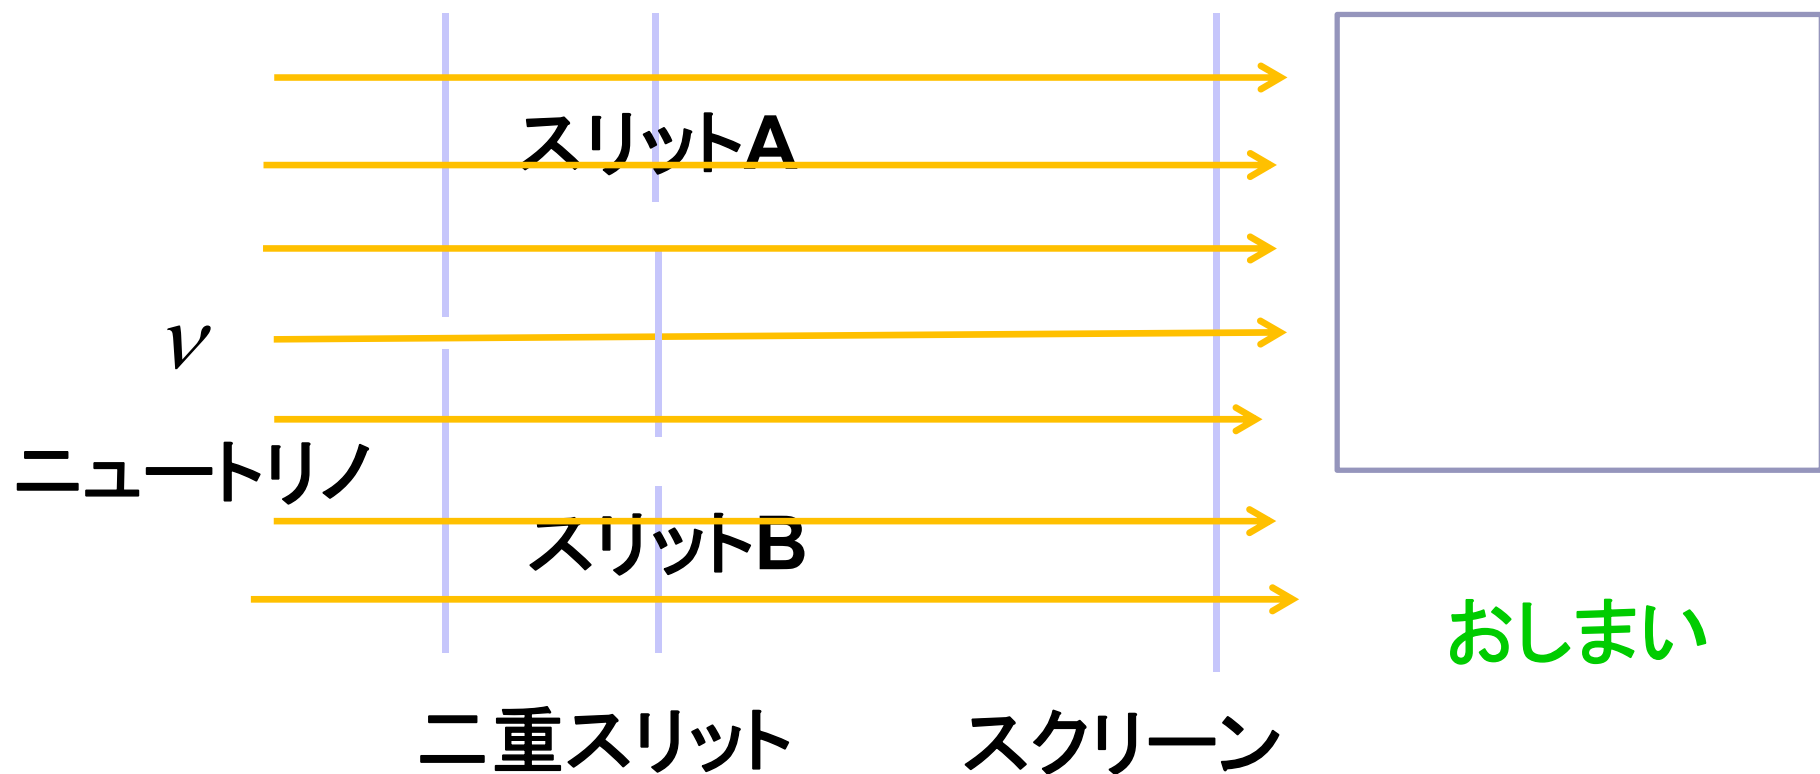 スリットA
ν
ニュートリノ
スリットB
おしまい
二重スリット
スクリーン